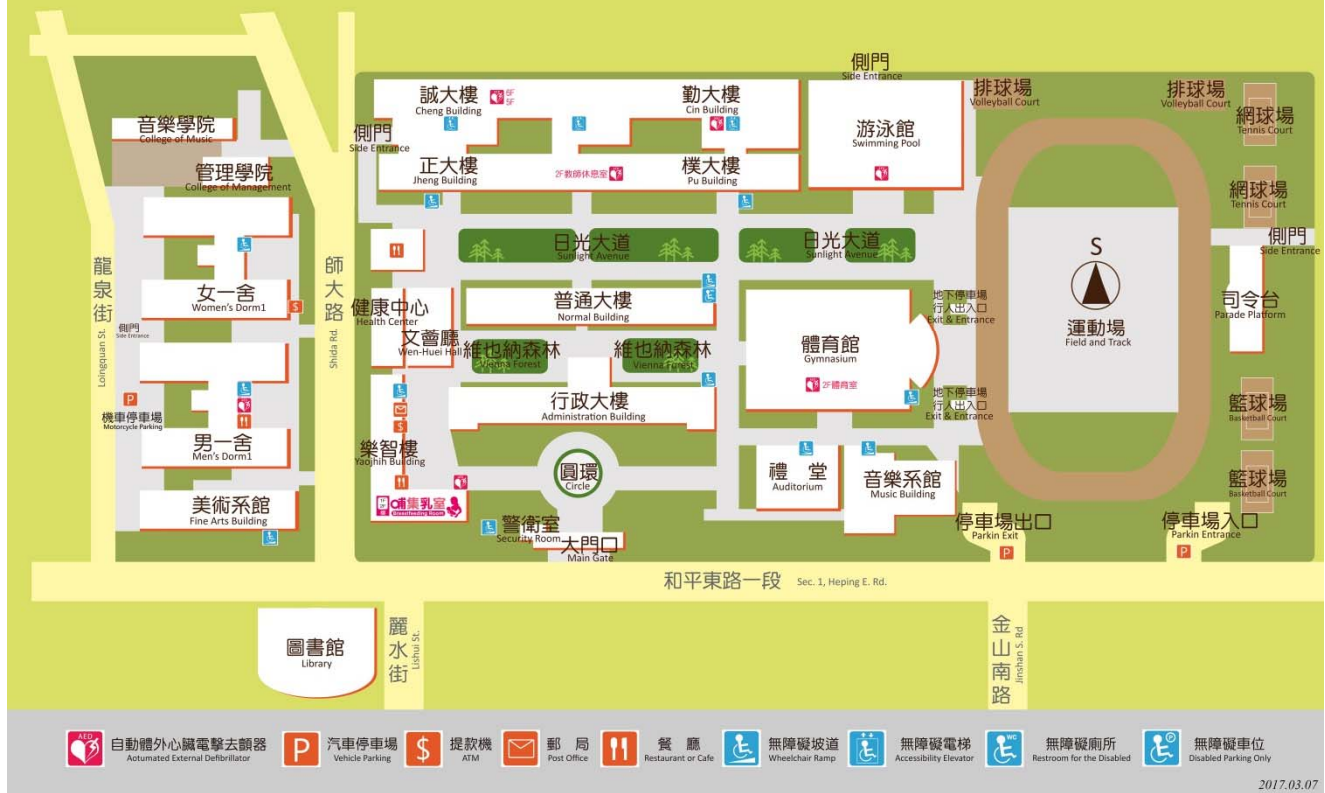 側門
Side Entrance
排球場
Volleyball Court
排球場
Volleyball Court
誠大樓
Cheng Building
6F
5F
勤大樓
Cin Building
網球場
Tennis Court
音樂學院
College of Music
側門
Side Entrance
游泳館
Swimming Pool
管理學院
College of Management
正大樓
Jheng Building
2F教師休息室
樸大樓
Pu Building
網球場
Tennis Court
日光大道
Sunlight Avenue
日光大道
Sunlight Avenue
側門
Side Entrance
S
龍泉街
Loingquan St.
師大路
Shida Rd.
女一舍
Women's Dorm1
$
健康中心
Health Center
普通大樓
Normal Building
地下停車場
行人出入口
Exit & Entrance
司令台
Parade Platform
側門
Side Entrance
文薈廳
Wen-Huei Hall
維也納森林
Vienna Forest
維也納森林
Vienna Forest
體育館
Gymnasium
2F體育室
運動場
Field and Track
P
機車停車場
Motorcycle Parking
行政大樓
Administration Building
地下停車場
行人出入口
Exit & Entrance
籃球場
Basketball Court
$
男一舍
Men's Dorm1
樂智樓
Yaojhih Building
圓環
Circle
禮 堂
Auditorium
音樂系館
Music Building
籃球場
Basketball Court
美術系館
Fine Arts Building
哺集乳室
Breastfeeding Room
警衛室
Security Room
大門口
Main Gate
停車場出口
Parkin Exit
P
停車場入口
Parkin Entrance
P
和平東路一段 Sec. 1, Heping E. Rd.
圖書館
Library
麗水街
Lishui St.
金山南路
Jinshan S. Rd
AED
自動體外心臟電擊去顫器
Aotumated External Defibrillator
P
汽車停車場
Vehicle Parking
$
提款機
ATM
郵 局
Post Office
餐 廳
Restaurant or Cafe
無障礙坡道
Wheelchair Ramp
無障礙電梯
Accessibility Elevator
WC
無障礙廁所
Restroom for the Disabled
P
無障礙車位
Disabled Parking Only
2017.03.07